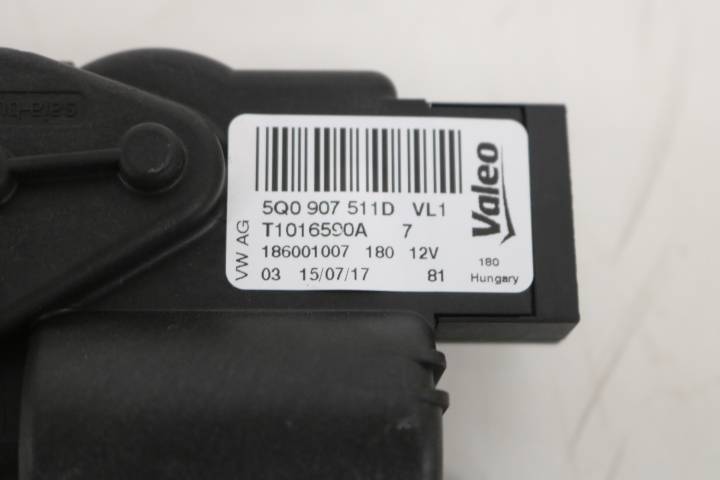 5Q0 907 511D VL1
T1016590A 7
186001007 180 12V
03 15/07/17 81
VW AG
Valeo
180
Hungary